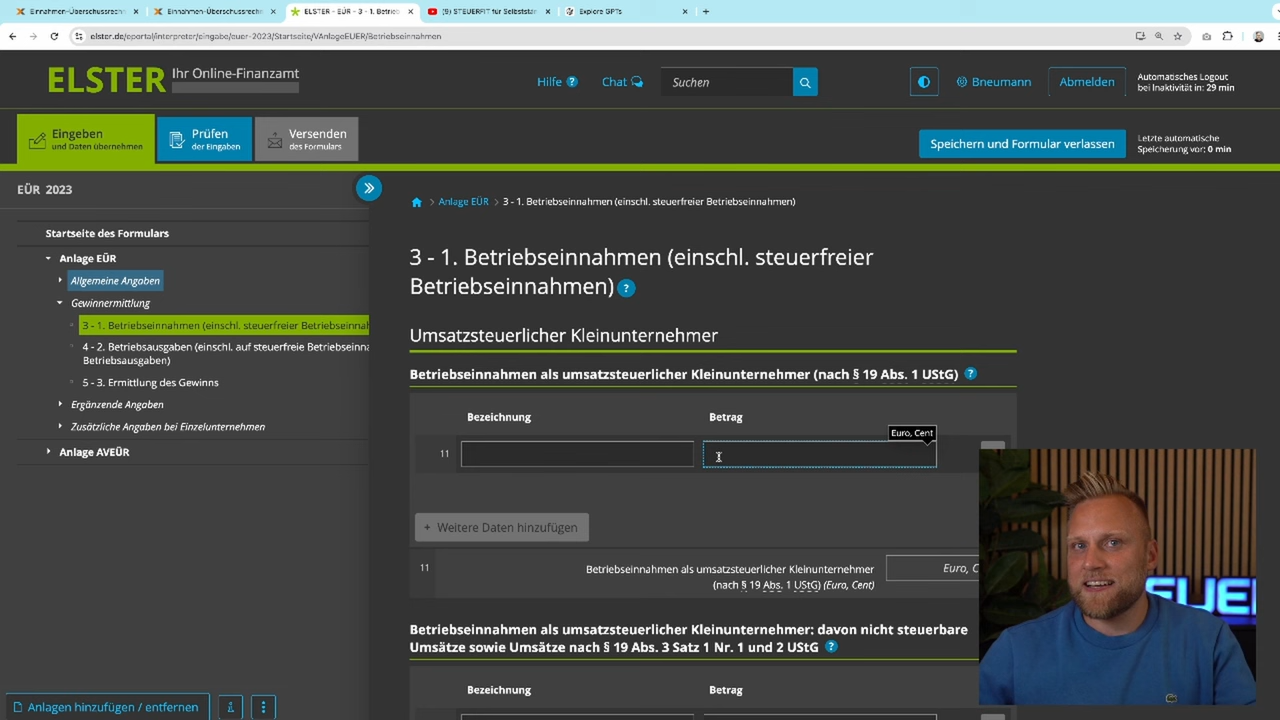 Einnahmen-Überschussrechn
Einnahmen-Überschussrechn
ELSTER - EÜR - 3 - 1. Betrieb
(9) STEUERFIT für Selbststä
Explore GPTs
elster.de/eportal/interpreter/eingabe/euer-2023/Startseite/VAnlageEUER/Betriebseinnahmen
ELSTER Ihr Online-Finanzamt
Hilfe ?
Chat
Suchen
Bneumann
Abmelden
Automatisches Logout
bei Inaktivität in: 29 min
Eingeben
und Daten übernehmen
Prüfen
der Eingaben
Versenden
des Formulars
Speichern und Formular verlassen
Letzte automatische
Speicherung vor: 0 min
EÜR 2023
Startseite des Formulars
Anlage EÜR
Allgemeine Angaben
Gewinnermittlung
3 - 1. Betriebseinnahmen (einschl. steuerfreier Betriebseinnah
4 - 2. Betriebsausgaben (einschl. auf steuerfreie Betriebseinna
Betriebsausgaben)
5 - 3. Ermittlung des Gewinns
Ergänzende Angaben
Zusätzliche Angaben bei Einzelunternehmen
Anlage AVEÜR
Anlagen hinzufügen / entfernen
Anlage EÜR > 3 - 1. Betriebseinnahmen (einschl. steuerfreier Betriebseinnahmen)
3 - 1. Betriebseinnahmen (einschl. steuerfreier
Betriebseinnahmen) ?
Umsatzsteuerlicher Kleinunternehmer
Betriebseinnahmen als umsatzsteuerlicher Kleinunternehmer (nach § 19 Abs. 1 UStG) ?
Bezeichnung Betrag
Euro, Cent
11
+ Weitere Daten hinzufügen
11 Betriebseinnahmen als umsatzsteuerlicher Kleinunternehmer
(nach § 19 Abs. 1 UStG) (Euro, Cent)
Euro, C
Betriebseinnahmen als umsatzsteuerlicher Kleinunternehmer: davon nicht steuerbare
Umsätze sowie Umsätze nach § 19 Abs. 3 Satz 1 Nr. 1 und 2 UStG ?
Bezeichnung Betrag